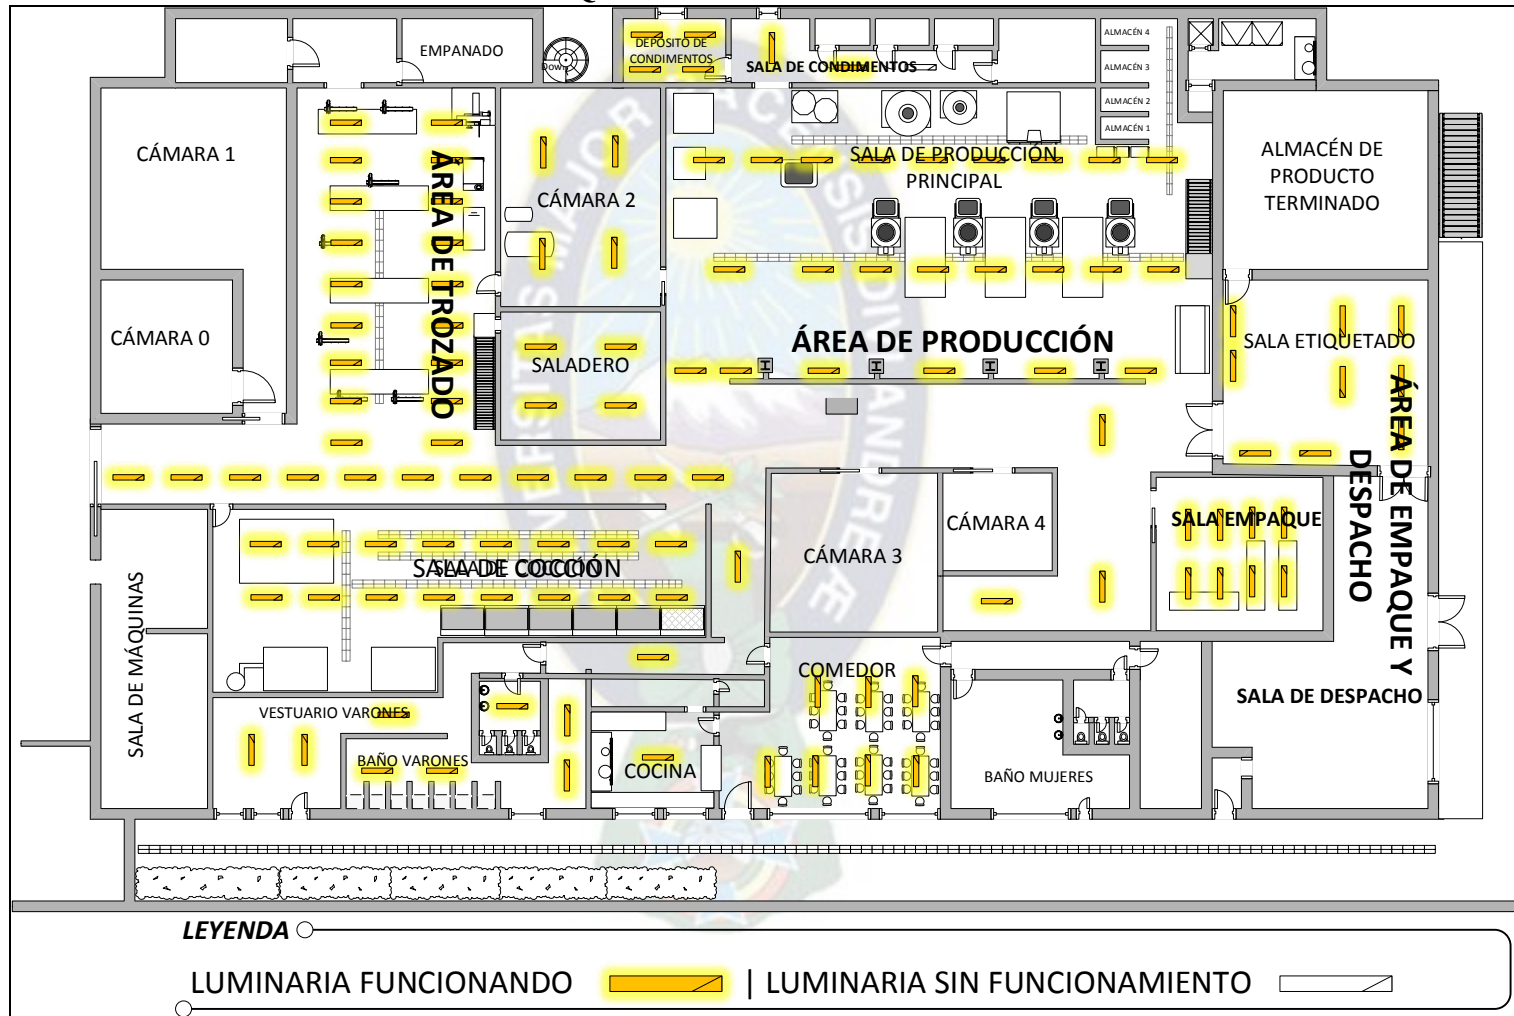 EMPANADO
Down
DEPÓSITO DE
CONDIMENTOS
SALA DE CONDIMENTOS
ALMACÉN 4
ALMACÉN 3
ALMACÉN 2
ALMACÉN 1
CÁMARA 1
ÁREA DE TROZADO
CÁMARA 2
SALA DE PRODUCCIÓN
PRINCIPAL
ALMACÉN DE
PRODUCTO
TERMINADO
CÁMARA 0
SALADERO
ÁREA DE PRODUCCIÓN
H
H
H
H
SALA ETIQUETADO
ÁREA DE EMPAQUE Y
DESPACHO
SALA DE COCCIÓN
CÁMARA 3
CÁMARA 4
SALA EMPAQUE
SALA DE MÁQUINAS
VESTUARIO VARONES
BAÑO VARONES
COCINA
COMEDOR
BAÑO MUJERES
SALA DE DESPACHO
LEYENDA
LUMINARIA FUNCIONANDO | LUMINARIA SIN FUNCIONAMIENTO